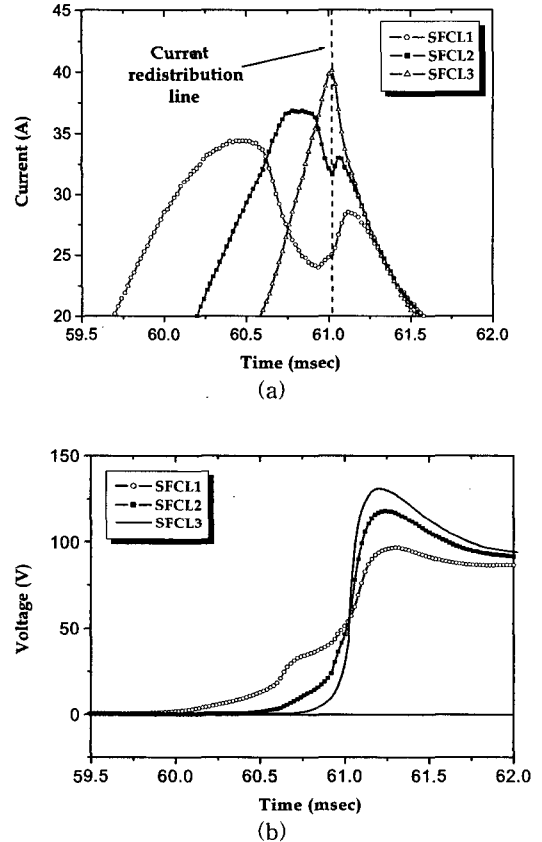 45
40
35
30
25
20
Current (A)
Current
redistribution
line
SFCL1
SFCL2
SFCL3
59.5 60.0 60.5 61.0 61.5 62.0
Time (msec)
(a)
150
100
50
0
Voltage (V)
SFCL1
SFCL2
SFCL3
59.5 60.0 60.5 61.0 61.5 62.0
Time (msec)
(b)